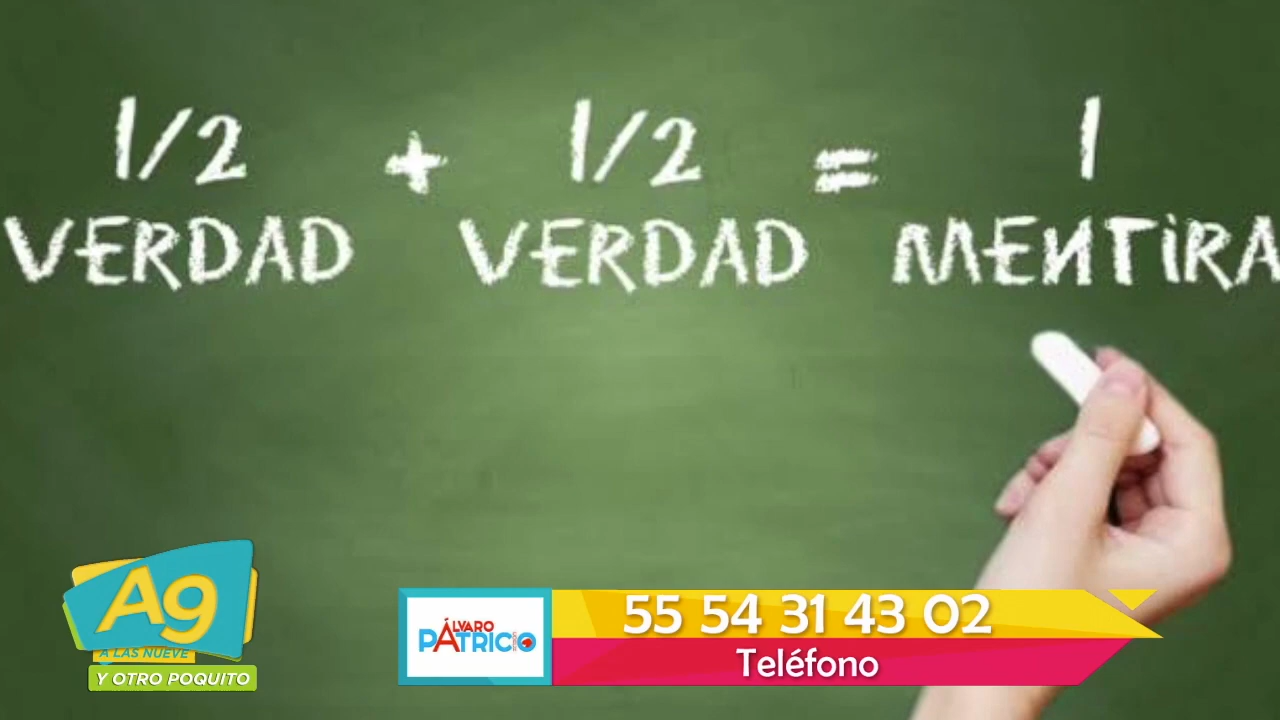 1/2 + 1/2 = 1
VERDAD VERDAD MENTIRA
A9
A LAS NUEVE
Y OTRO POQUITO
ÁLVARO
PATRICIO
55 54 31 43 02
Teléfono